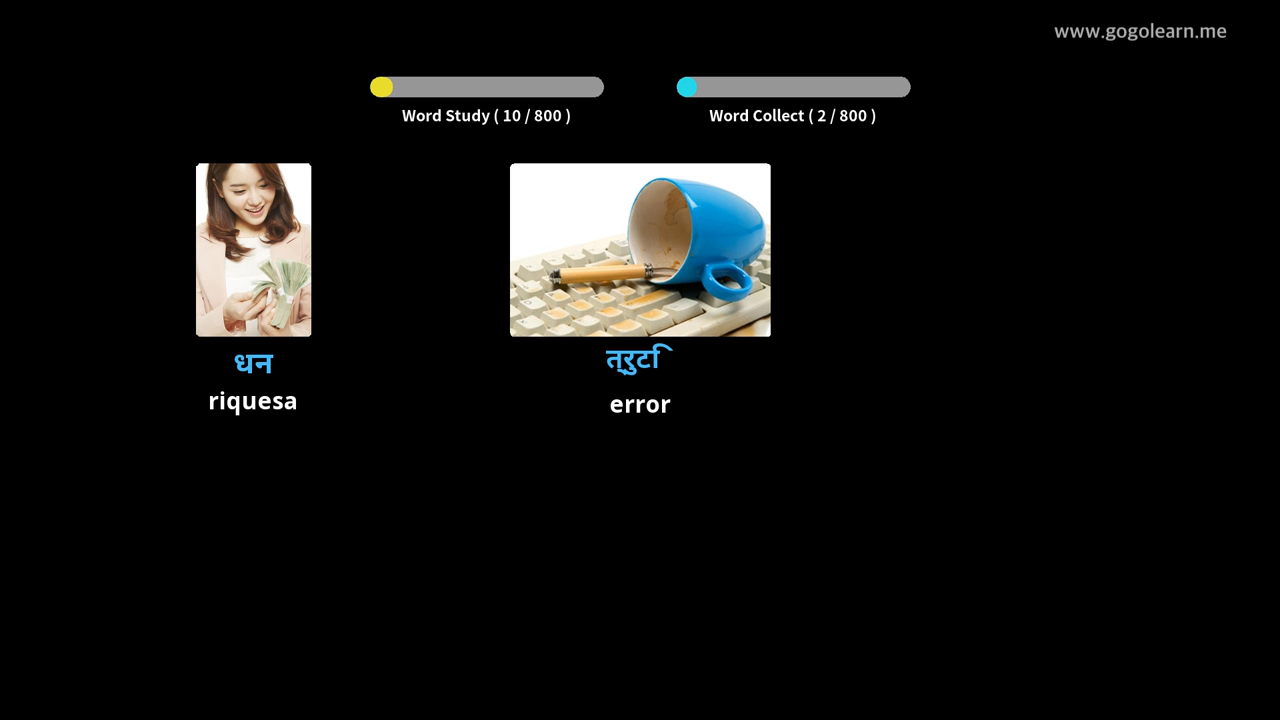 www.gogolearn.me
Word Study ( 10 / 800 )
Word Collect ( 2 / 800 )
धन
riquesa
त्रुटि
error